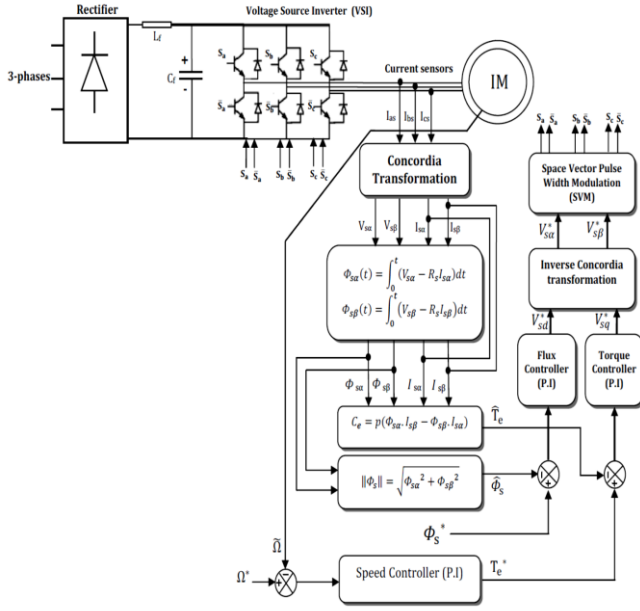 Rectifier
Voltage Source Inverter (VSI)
L_f
3-phases
+
C_f
-
S_a S_b S_c
S̄_a S̄_b S̄_c
S_a S̄_a S_b S̄_b S_c S̄_c
Current sensors
IM
I_as I_bs I_cs
Concordia
Transformation
V_sα V_sβ I_sα I_sβ
Φ_sα(t) = ∫_0^t (V_sα − R_s I_sα)dt
Φ_sβ(t) = ∫_0^t (V_sβ − R_s I_sβ)dt
Φ_sα Φ_sβ I_sα I_sβ
C_e = p(Φ_sα. I_sβ − Φ_sβ. I_sα)
T̂_e
‖Φ_s‖ = √(Φ_sα² + Φ_sβ²)
Φ̂_s
S_a S̄_a S_b S̄_b S_c S̄_c
Space Vector Pulse
Width Modulation
(SVM)
V*_sα V*_sβ
Inverse Concordia
transformation
V*_sd V*_sq
Flux
Controller
(P.I)
Torque
Controller
(P.I)
− +
− +
Φ_s*
Ω̃
Ω*
+ −
Speed Controller (P.I)
T_e*